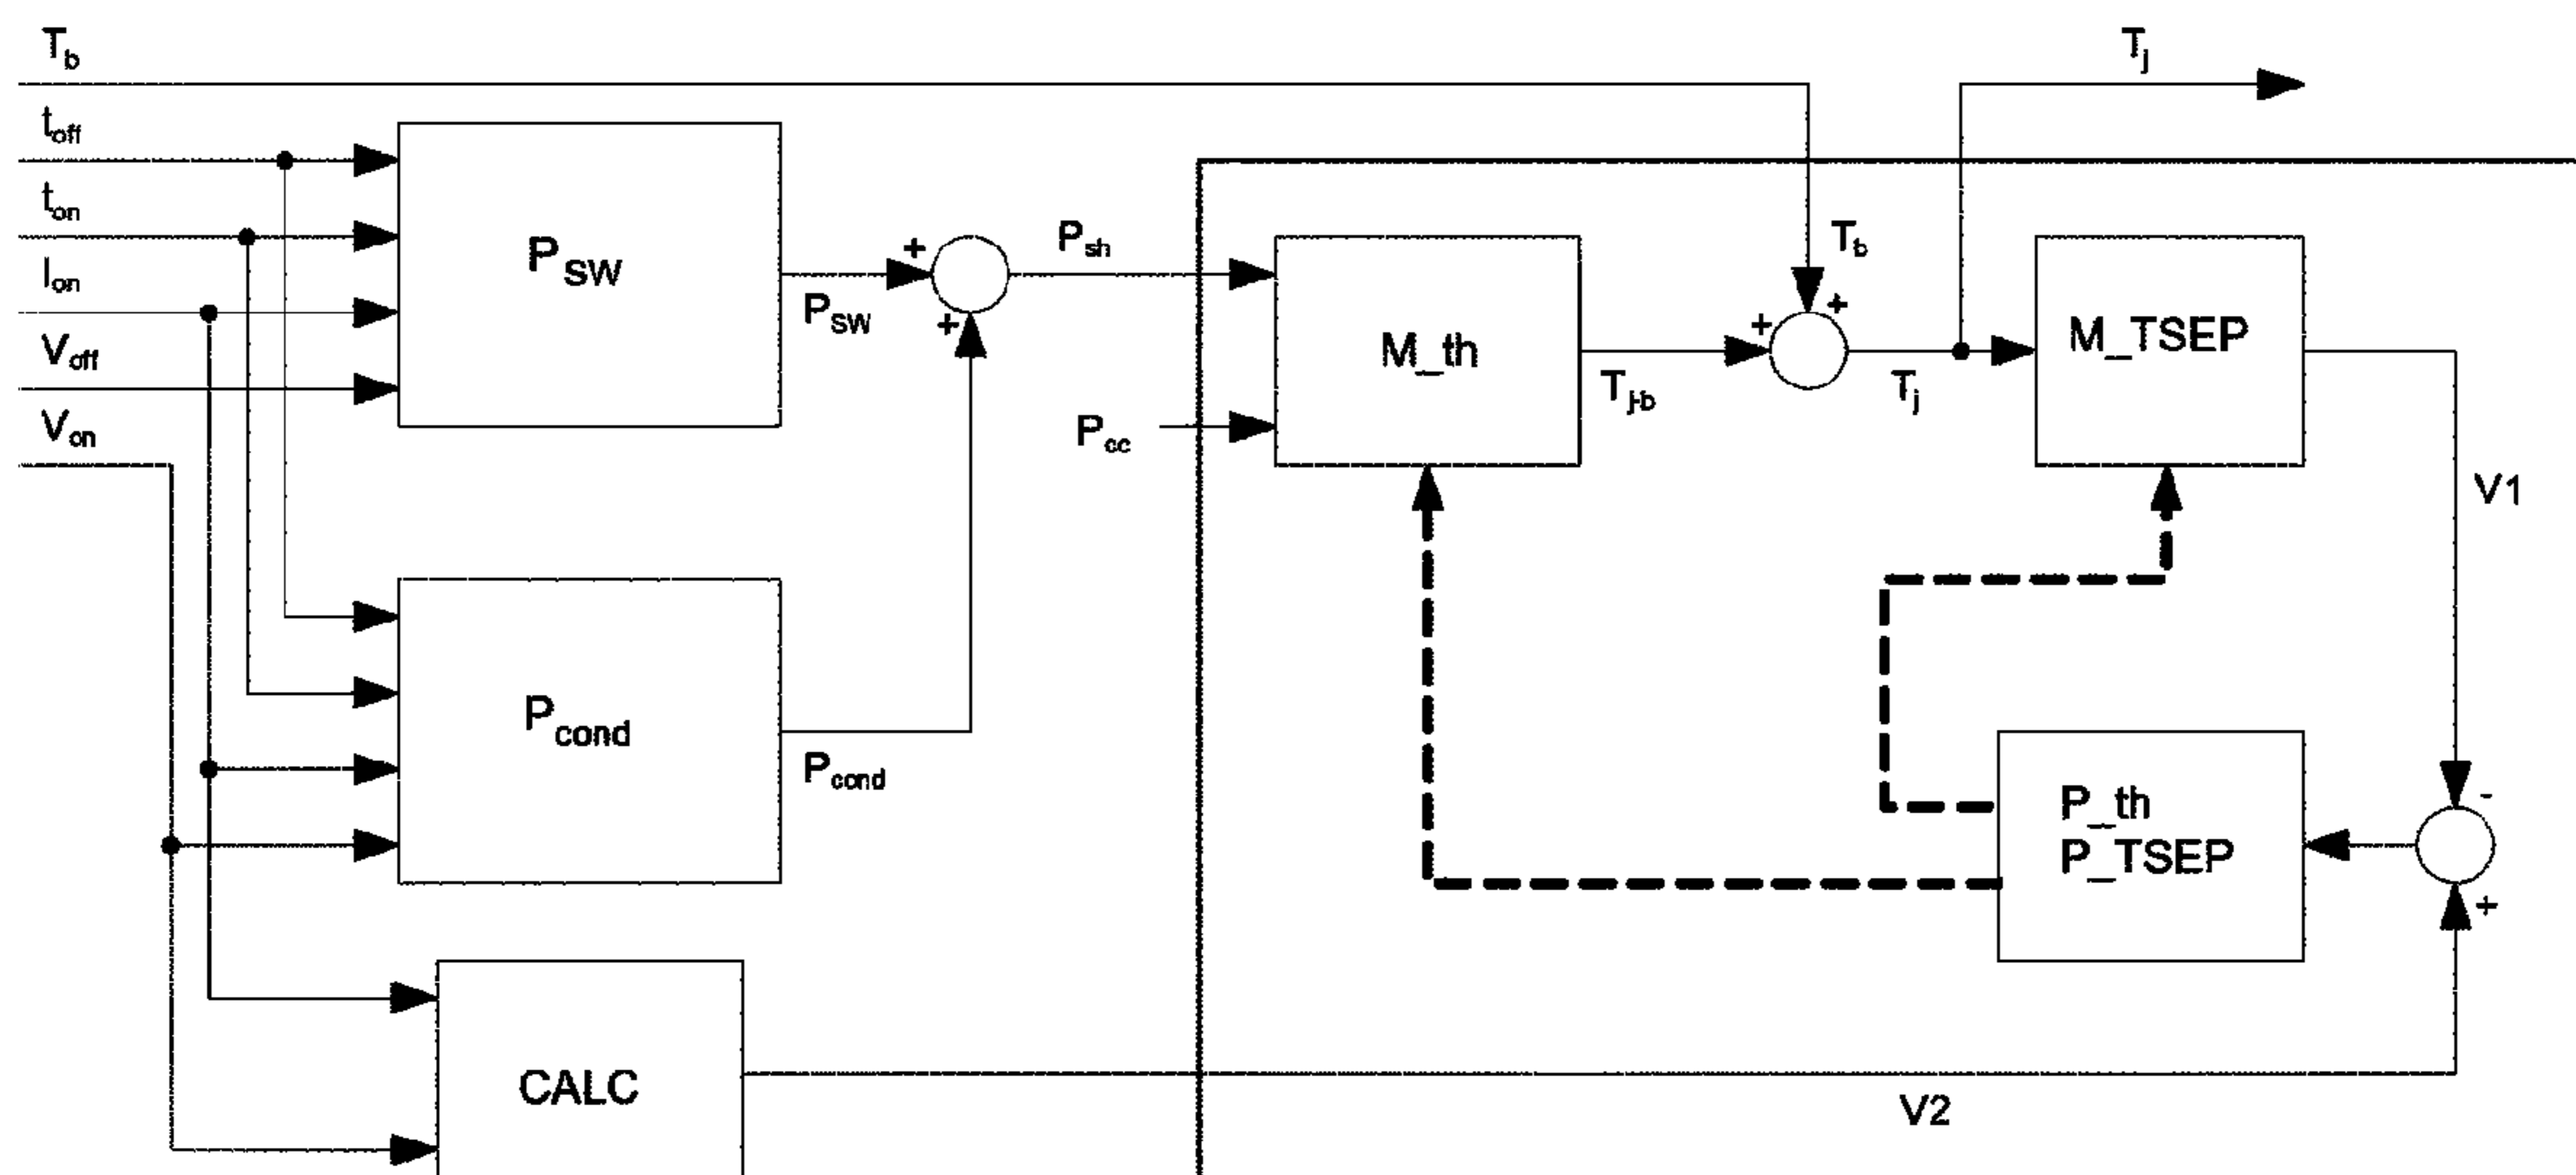 T_b
t_off
t_on
I_on
V_off
V_on
P_SW
P_SW
+
+
P_sh
P_cc
M_th
T_j-b
+
T_b
+
T_j
T_j
M_TSEP
V1
P_cond
P_cond
P_th
P_TSEP
-
+
CALC
V2